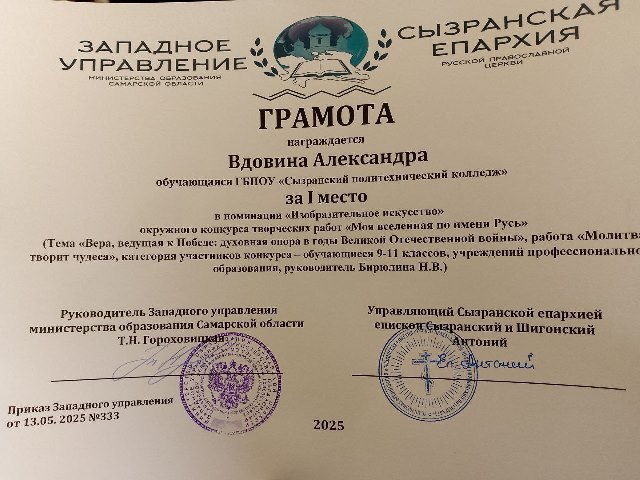 ЗАПАДНОЕ
УПРАВЛЕНИЕ
МИНИСТЕРСТВА ОБРАЗОВАНИЯ
САМАРСКОЙ ОБЛАСТИ
СЫЗРАНСКАЯ
ЕПАРХИЯ
РУССКОЙ ПРАВОСЛАВНОЙ
ЦЕРКВИ
ГРАМОТА
награждается
Вдовина Александра
обучающаяся ГБПОУ «Сызранский политехнический колледж»
за I место
в номинации «Изобразительное искусство»
окружного конкурса творческих работ «Моя вселенная по имени Русь»
(Тема «Вера, ведущая к Победе: духовная опора в годы Великой Отечественной войны», работа «Молитва
творит чудеса», категория участников конкурса – обучающиеся 9-11 классов, учреждений профессионально
образования, руководитель Бирюлина Н.В.)
Руководитель Западного управления
министерства образования Самарской области
Т.Н. Гороховицкая
Управляющий Сызранской епархией
епископ Сызранский и Шигонский
Антоний
Еп. Антоний
Приказ Западного управления
от 13.05. 2025 №333
2025